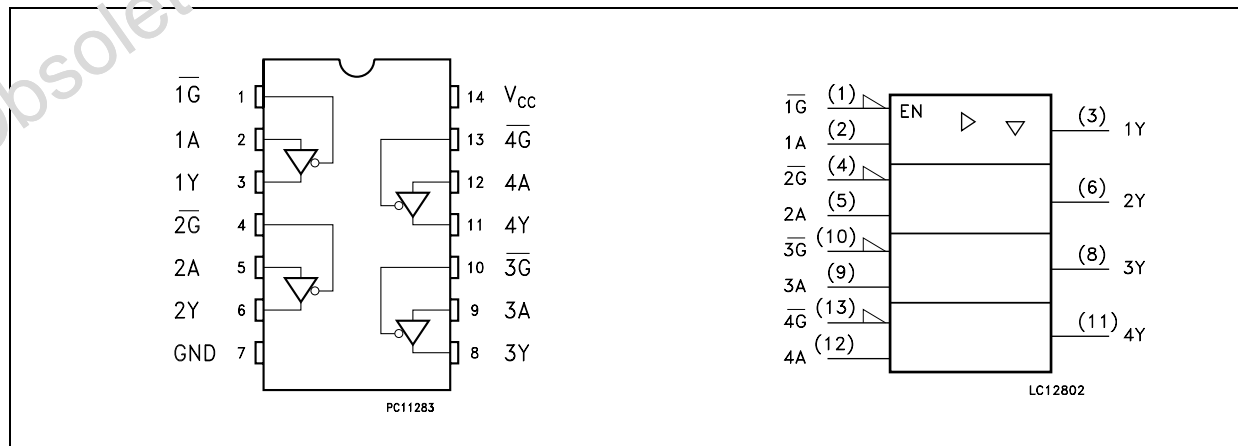 obsolet
1G̅ 1 14 VCC
1A 2 13 4G̅
1Y 3 12 4A
2G̅ 4 11 4Y
2A 5 10 3G̅
2Y 6 9 3A
GND 7 8 3Y
PC11283
1G̅ (1) EN (3) 1Y
1A (2)
2G̅ (4) (6) 2Y
2A (5)
3G̅ (10) (8) 3Y
3A (9)
4G̅ (13) (11) 4Y
4A (12)
LC12802